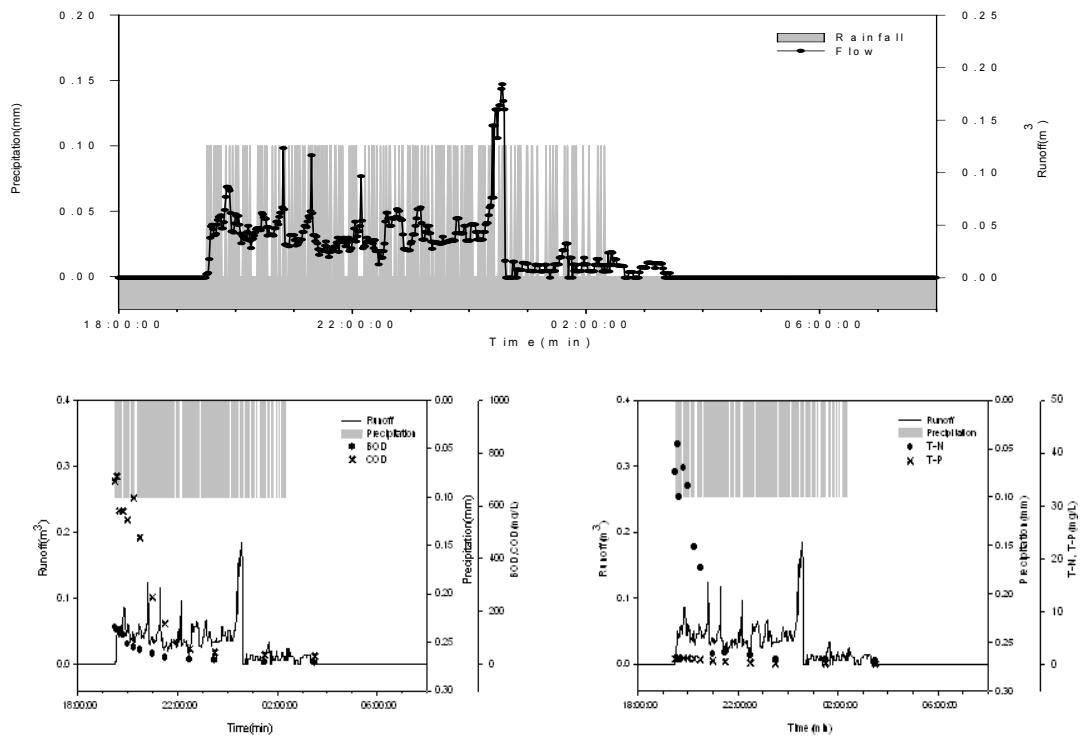 0.20
0.15
0.10
0.05
0.00
Precipitation(mm)
Rainfall
Flow
0.25
0.20
0.15
0.10
0.05
0.00
Runoff(m3)
18:00:00
22:00:00
02:00:00
06:00:00
Time(min)
0.4
0.3
0.2
0.1
0.0
Runoff(m3)
Runoff
Precipitation
BOD
COD
0.00
0.05
0.10
0.15
0.20
0.25
0.30
Precipitation(mm)
1000
800
600
400
200
0
BOD,COD(mg/L)
18:00:00
22:00:00
02:00:00
06:00:00
Time(min)
0.4
0.3
0.2
0.1
0.0
Runoff(m3)
Runoff
Precipitation
T-N
T-P
0.00
0.05
0.10
0.15
0.20
0.25
0.30
Precipitation(mm)
50
40
30
20
10
0
T-N, T-P(mg/L)
18:00:00
22:00:00
02:00:00
06:00:00
Time(min)